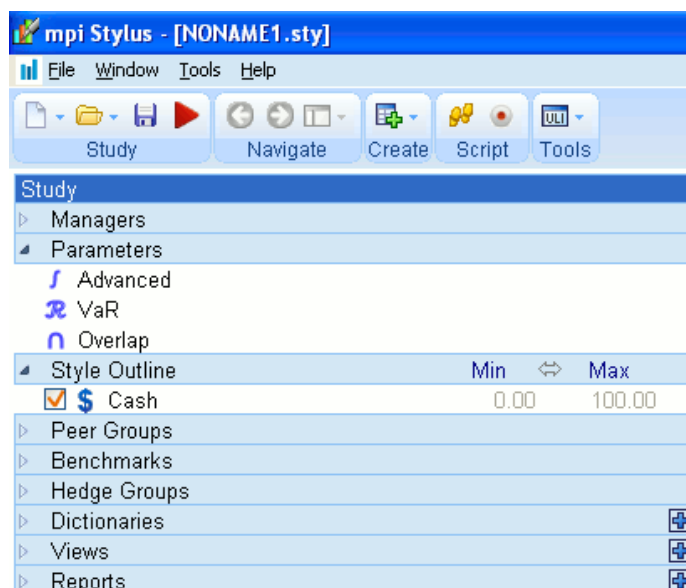 mpi Stylus - [NONAME1.sty]
File Window Tools Help
ULI
Study Navigate Create Script Tools
Study
Managers
Parameters
Advanced
VaR
Overlap
Style Outline Min Max
$ Cash 0.00 100.00
Peer Groups
Benchmarks
Hedge Groups
Dictionaries
Views
Reports